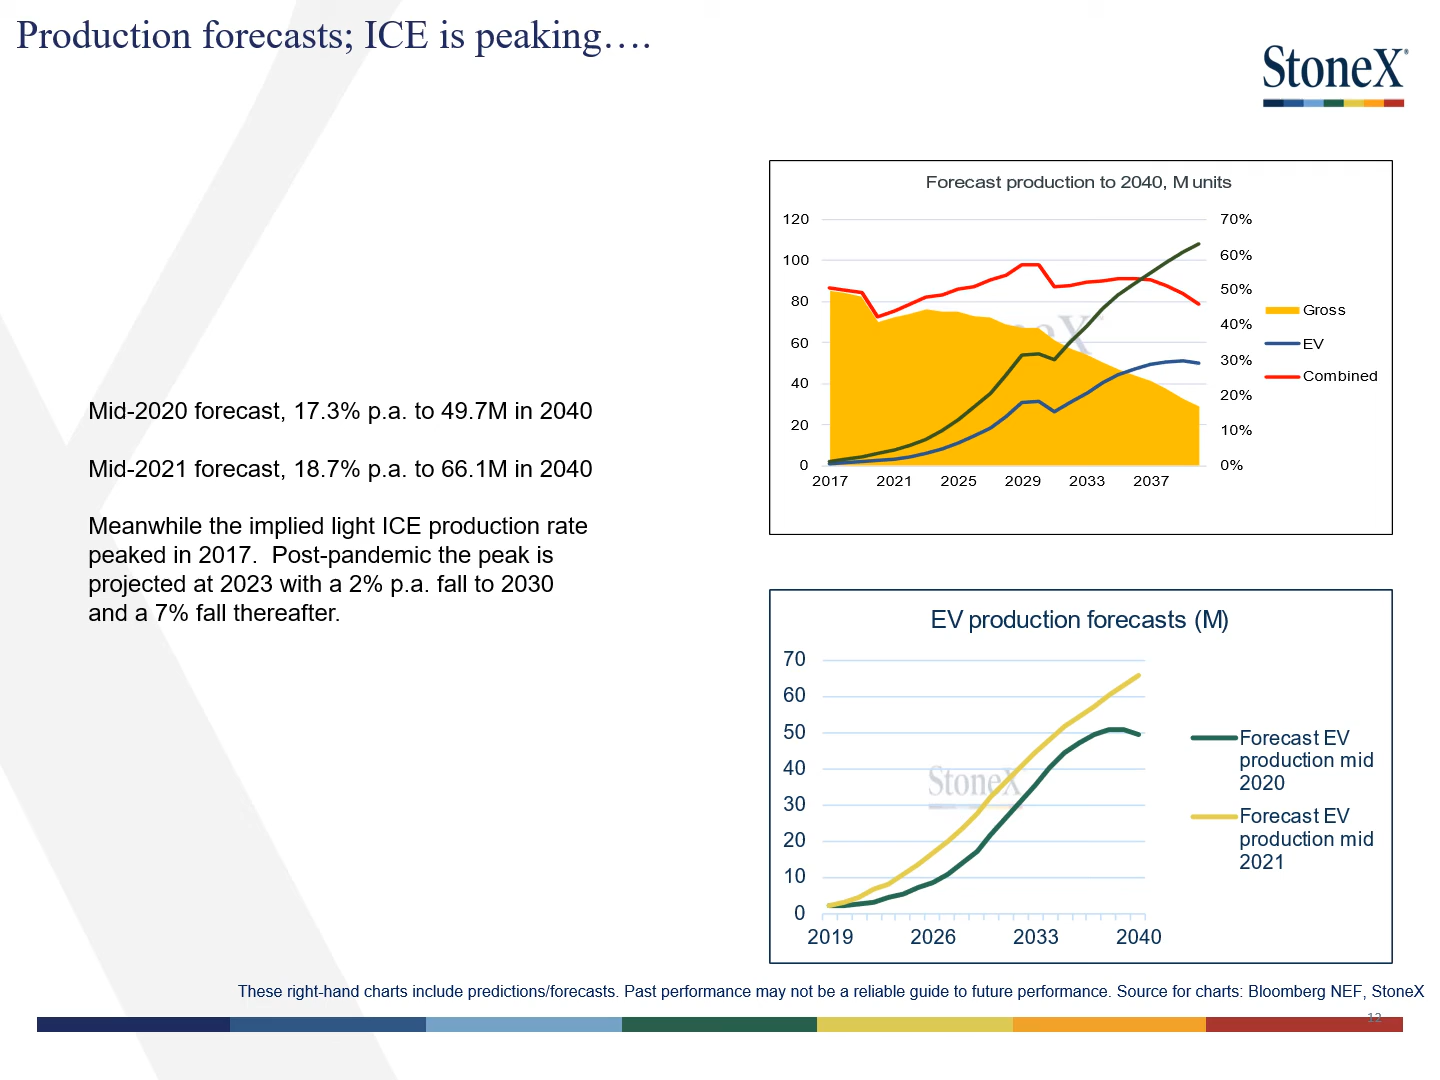 Production forecasts; ICE is peaking….
StoneX®
Mid-2020 forecast, 17.3% p.a. to 49.7M in 2040
Mid-2021 forecast, 18.7% p.a. to 66.1M in 2040
Meanwhile the implied light ICE production rate
peaked in 2017.  Post-pandemic the peak is
projected at 2023 with a 2% p.a. fall to 2030
and a 7% fall thereafter.
Forecast production to 2040, M units
120
100
80
60
40
20
0
70%
60%
50%
40%
30%
20%
10%
0%
2017 2021 2025 2029 2033 2037
Gross
EV
Combined
eX
EV production forecasts (M)
70
60
50
40
30
20
10
0
2019 2026 2033 2040
StoneX
Forecast EV
production mid
2020
Forecast EV
production mid
2021
These right-hand charts include predictions/forecasts. Past performance may not be a reliable guide to future performance. Source for charts: Bloomberg NEF, StoneX
12